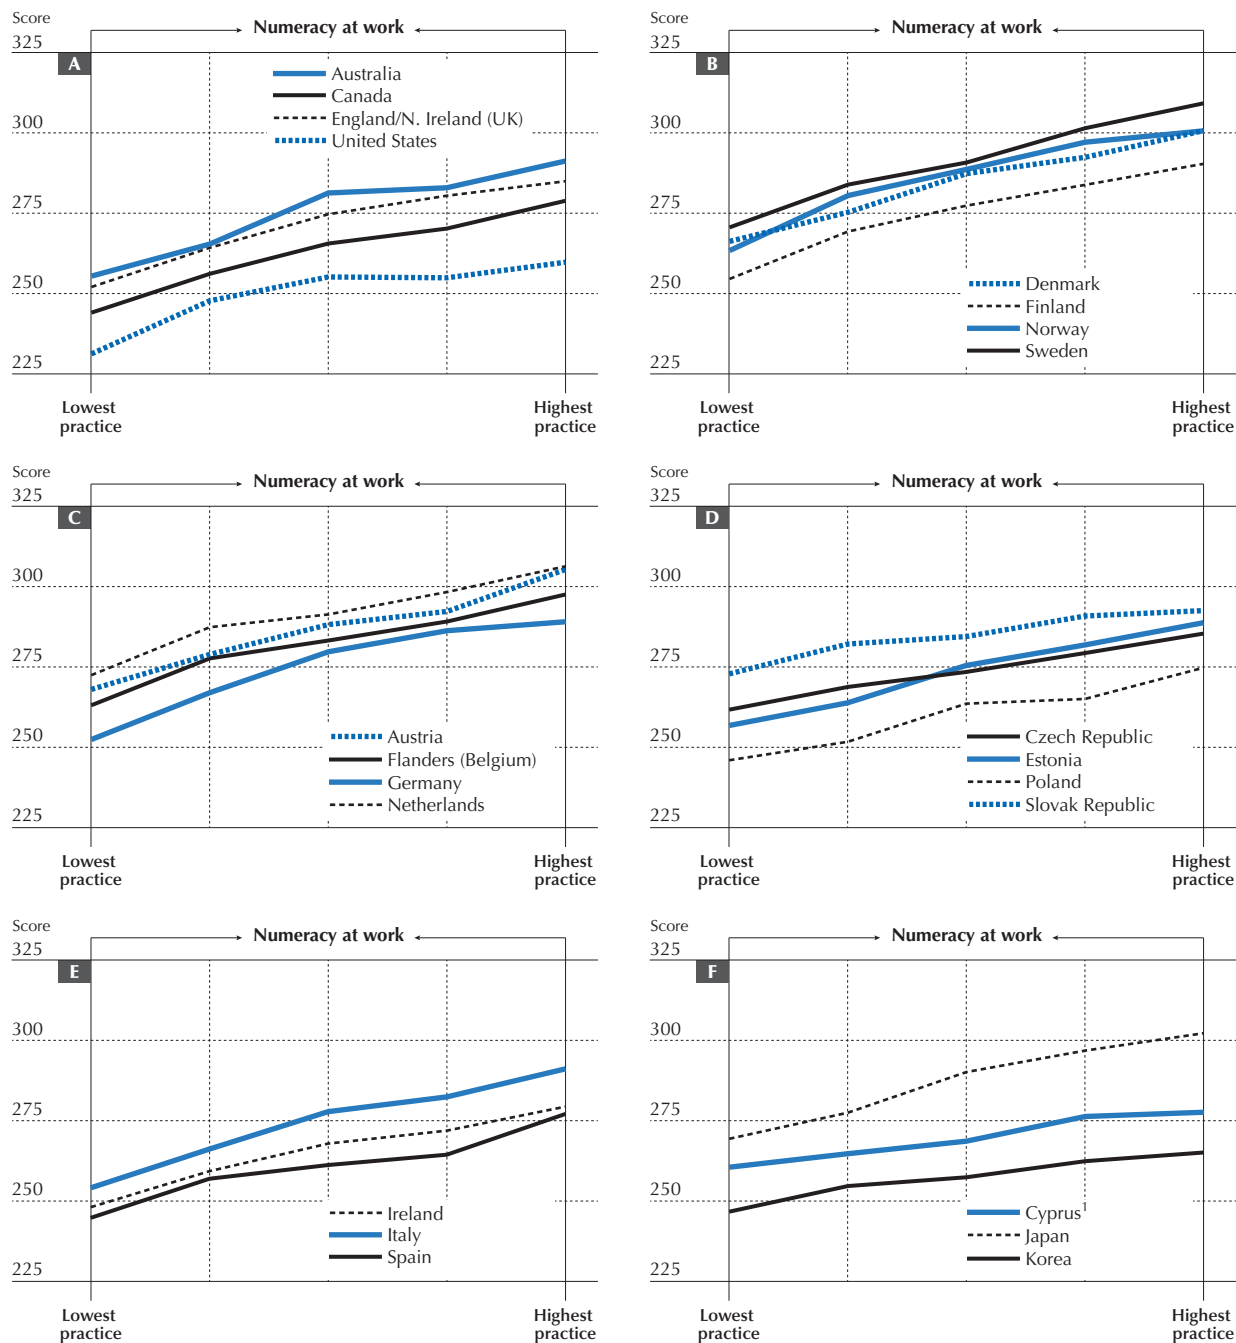 Score
Numeracy at work
325
A
Australia
Canada
England/N. Ireland (UK)
United States
300
275
250
225
Lowest practice
Highest practice
Numeracy at work
B
Denmark
Finland
Norway
Sweden
300
275
250
225
Lowest practice
Highest practice
Score
Numeracy at work
325
C
300
275
250
Austria
Flanders (Belgium)
Germany
Netherlands
225
Lowest practice
Highest practice
Score
Numeracy at work
325
D
300
275
250
Czech Republic
Estonia
Poland
Slovak Republic
225
Lowest practice
Highest practice
Score
Numeracy at work
325
E
300
275
250
Ireland
Italy
Spain
225
Lowest practice
Highest practice
Score
Numeracy at work
325
F
300
275
250
Cyprus¹
Japan
Korea
225
Lowest practice
Highest practice